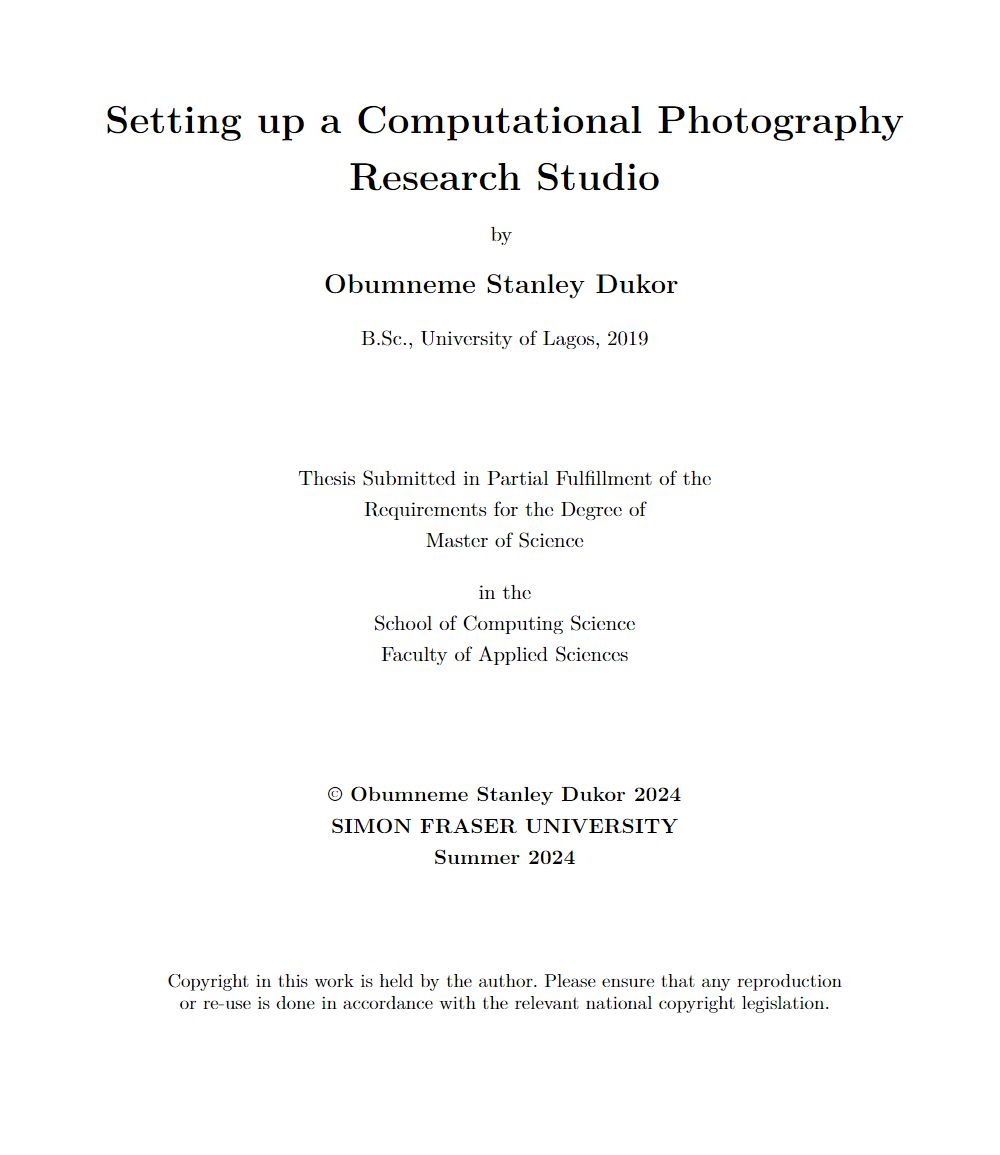 Setting up a Computational Photography
Research Studio
by
Obumneme Stanley Dukor
B.Sc., University of Lagos, 2019
Thesis Submitted in Partial Fulfillment of the
Requirements for the Degree of
Master of Science
in the
School of Computing Science
Faculty of Applied Sciences
© Obumneme Stanley Dukor 2024
SIMON FRASER UNIVERSITY
Summer 2024
Copyright in this work is held by the author. Please ensure that any reproduction
or re-use is done in accordance with the relevant national copyright legislation.